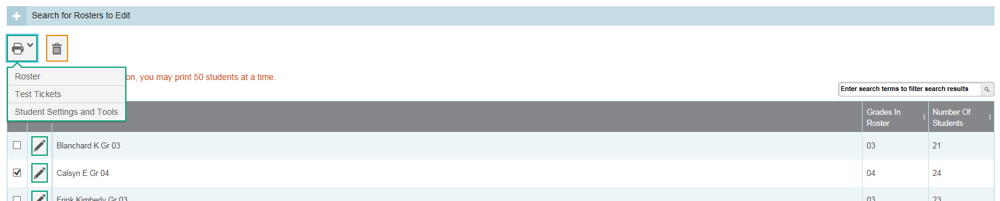 Search for Rosters to Edit
Roster
on, you may print 50 students at a time.
Test Tickets
Enter search terms to filter search results
Student Settings and Tools
Grades In
Roster
Number Of
Students
Blanchard K Gr 03 03 21
Calsyn E Gr 04 04 24
Frink Kimberly Gr 03 03 23